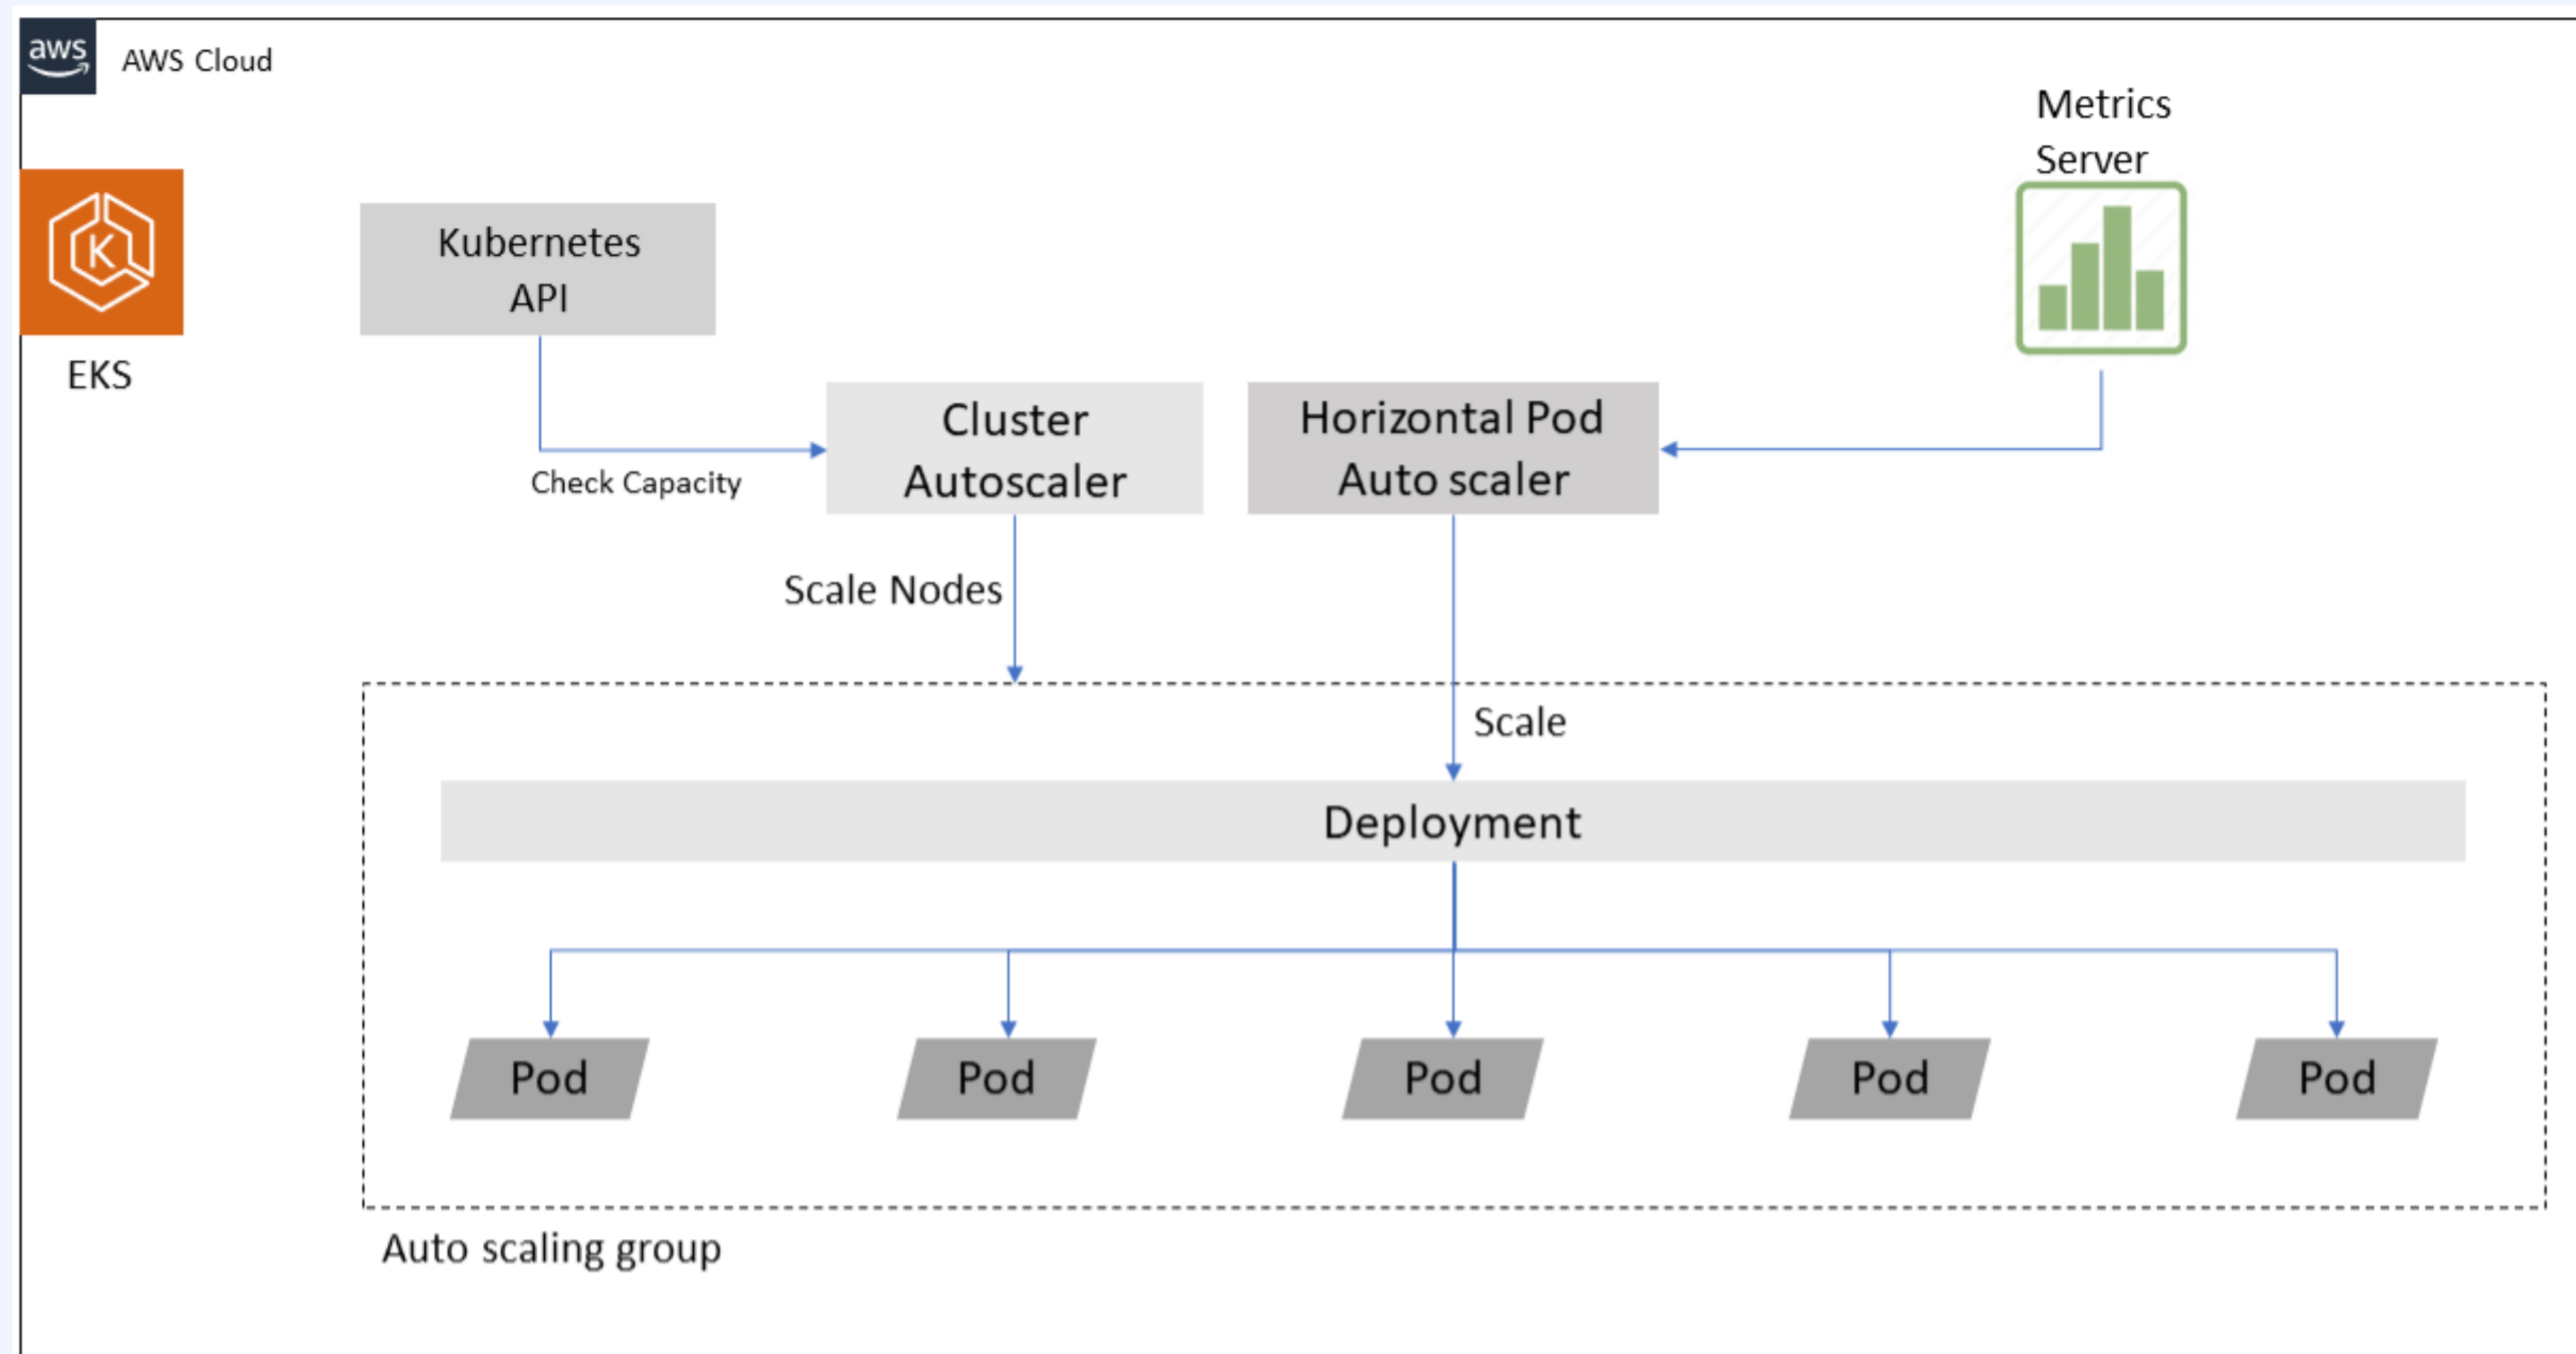 aws
AWS Cloud
Metrics
Server
Kubernetes
API
K
EKS
Cluster
Autoscaler
Horizontal Pod
Auto scaler
Check Capacity
Scale Nodes
Scale
Deployment
Pod
Pod
Pod
Pod
Pod
Auto scaling group